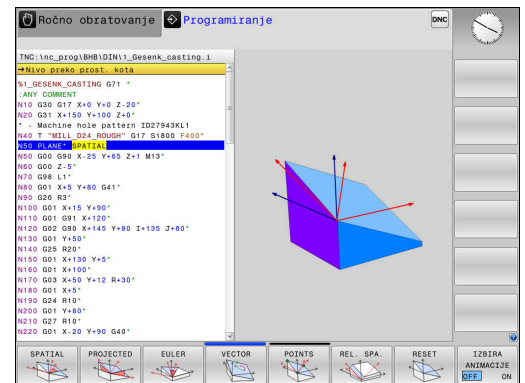 Ročno obratovanje
Programiranje
DNC
TNC:\nc_prog\BHB\DIN\1_Gesenk_casting.i
→Nivo preko prost. kota
%1_GESENK_CASTING G71 *
;ANY COMMENT
N10 G30 G17 X+0 Y+0 Z-20*
N20 G31 X+150 Y+100 Z+0*
* - Machine hole pattern ID27943KL1
N40 T "MILL_D24_ROUGH" G17 S1800 F400*
N50 PLANE* SPATIAL
N50 G00 G90 X-25 Y+65 Z+1 M13*
N60 G00 Z-5*
N70 G98 L1*
N80 G01 X+5 Y+80 G41*
N90 G26 R3*
N100 G01 X+15 Y+90*
N110 G01 G91 X+120*
N120 G02 G90 X+145 Y+80 I+135 J+80*
N130 G01 Y+50*
N140 G25 R20*
N150 G01 X+130 Y+5*
N160 G01 X+100*
N170 G03 X+50 Y+12 R+30*
N180 G01 X+5*
N190 G24 R10*
N200 G01 Y+80*
N210 G27 R10*
N220 G01 X-20 Y+90 G40*
SPATIAL
PROJECTED
EULER
VECTOR
POINTS
REL. SPA.
RESET
IZBIRA
ANIMACIJE
OFF ON